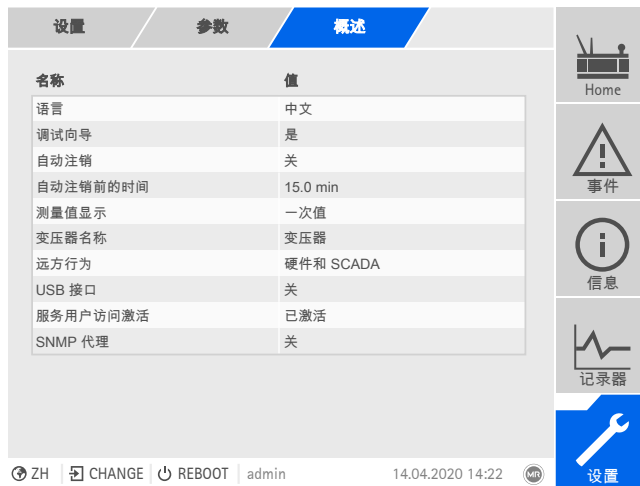 设置 参数 概述
名称 值
语言 中文
调试向导 是
自动注销 关
自动注销前的时间 15.0 min
测量值显示 一次值
变压器名称 变压器
远方行为 硬件和 SCADA
USB 接口 关
服务用户访问激活 已激活
SNMP 代理 关
Home
事件
信息
记录器
设置
ZH CHANGE REBOOT admin 14.04.2020 14:22 MR